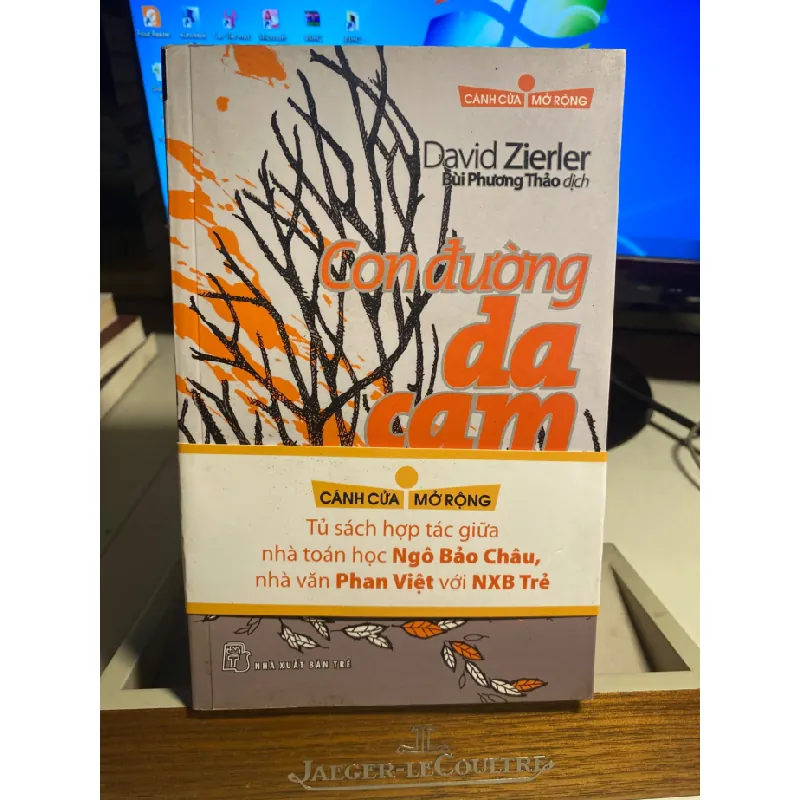 CÁNH CỬA MỞ RỘNG
David Zierler
Bùi Phương Thảo dịch
Con đường
da
cam
CÁNH CỬA MỞ RỘNG
Tủ sách hợp tác giữa
nhà toán học Ngô Bảo Châu,
nhà văn Phan Việt với NXB Trẻ
NHÀ XUẤT BẢN TRẺ
JAEGER-LECOULTRE